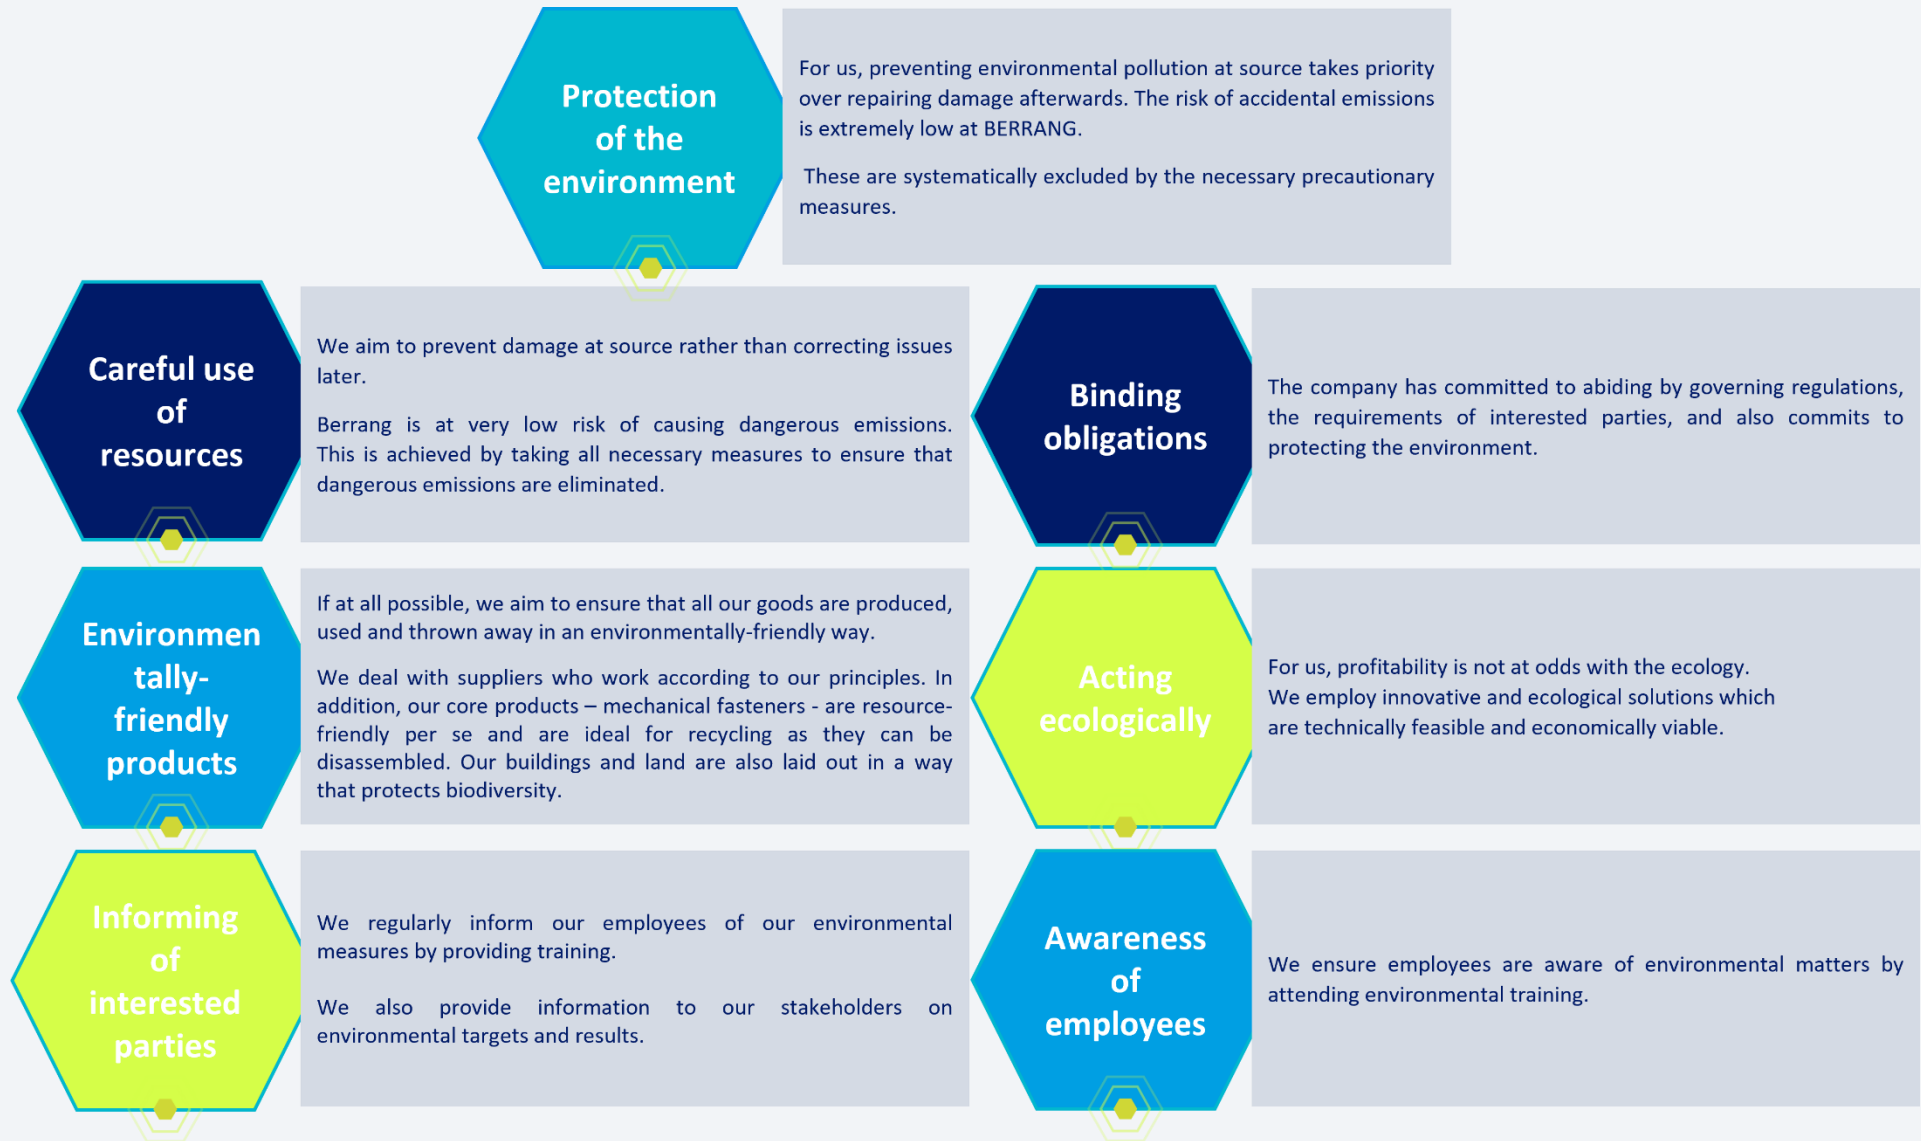 Protection
of the
environment
For us, preventing environmental pollution at source takes priority
over repairing damage afterwards. The risk of accidental emissions
is extremely low at BERRANG.
These are systematically excluded by the necessary precautionary
measures.
Careful use
of
resources
We aim to prevent damage at source rather than correcting issues
later.
Berrang is at very low risk of causing dangerous emissions.
This is achieved by taking all necessary measures to ensure that
dangerous emissions are eliminated.
Binding
obligations
The company has committed to abiding by governing regulations,
the requirements of interested parties, and also commits to
protecting the environment.
Environmen
tally-
friendly
products
If at all possible, we aim to ensure that all our goods are produced,
used and thrown away in an environmentally-friendly way.
We deal with suppliers who work according to our principles. In
addition, our core products – mechanical fasteners - are resource-
friendly per se and are ideal for recycling as they can be
disassembled. Our buildings and land are also laid out in a way
that protects biodiversity.
Acting
ecologically
For us, profitability is not at odds with the ecology.
We employ innovative and ecological solutions which
are technically feasible and economically viable.
Informing
of
interested
parties
We regularly inform our employees of our environmental
measures by providing training.
We also provide information to our stakeholders on
environmental targets and results.
Awareness
of
employees
We ensure employees are aware of environmental matters by
attending environmental training.